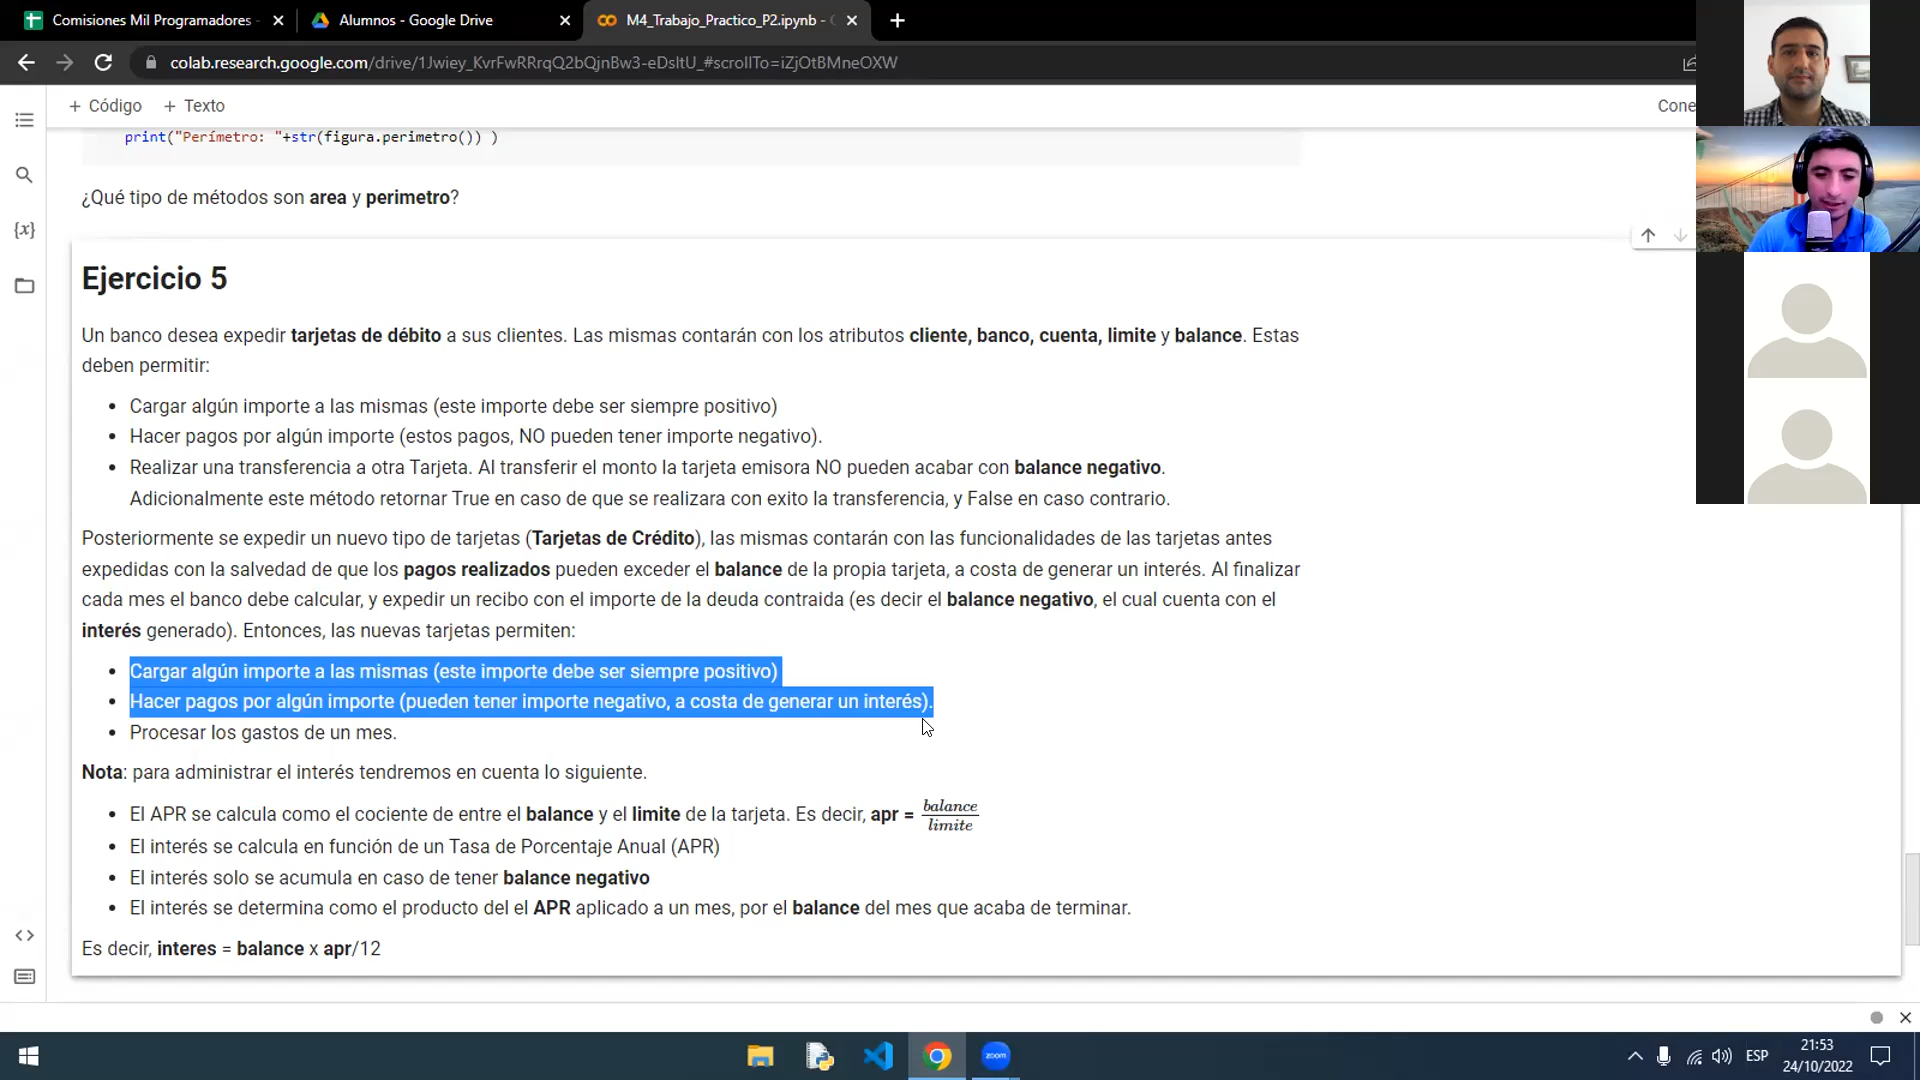 Comisiones Mil Programadores -
Alumnos - Google Drive
M4_Trabajo_Practico_P2.ipynb -
colab.research.google.com/drive/1Jwiey_KvrFwRRrqQ2bQjnBw3-eDsltU_#scrollTo=iZjOtBMneOXW
+ Código + Texto
Cone
print("Perímetro: "+str(figura.perimetro()) )
¿Qué tipo de métodos son area y perimetro?
Ejercicio 5
Un banco desea expedir tarjetas de débito a sus clientes. Las mismas contarán con los atributos cliente, banco, cuenta, limite y balance. Estas
deben permitir:
• Cargar algún importe a las mismas (este importe debe ser siempre positivo)
• Hacer pagos por algún importe (estos pagos, NO pueden tener importe negativo).
• Realizar una transferencia a otra Tarjeta. Al transferir el monto la tarjeta emisora NO pueden acabar con balance negativo.
Adicionalmente este método retornar True en caso de que se realizara con exito la transferencia, y False en caso contrario.
Posteriormente se expedir un nuevo tipo de tarjetas (Tarjetas de Crédito), las mismas contarán con las funcionalidades de las tarjetas antes
expedidas con la salvedad de que los pagos realizados pueden exceder el balance de la propia tarjeta, a costa de generar un interés. Al finalizar
cada mes el banco debe calcular, y expedir un recibo con el importe de la deuda contraida (es decir el balance negativo, el cual cuenta con el
interés generado). Entonces, las nuevas tarjetas permiten:
• Cargar algún importe a las mismas (este importe debe ser siempre positivo)
• Hacer pagos por algún importe (pueden tener importe negativo, a costa de generar un interés).
• Procesar los gastos de un mes.
Nota: para administrar el interés tendremos en cuenta lo siguiente.
• El APR se calcula como el cociente de entre el balance y el limite de la tarjeta. Es decir, apr = balance/limite
• El interés se calcula en función de un Tasa de Porcentaje Anual (APR)
• El interés solo se acumula en caso de tener balance negativo
• El interés se determina como el producto del el APR aplicado a un mes, por el balance del mes que acaba de terminar.
Es decir, interes = balance x apr/12
zoom
ESP
21:53
24/10/2022